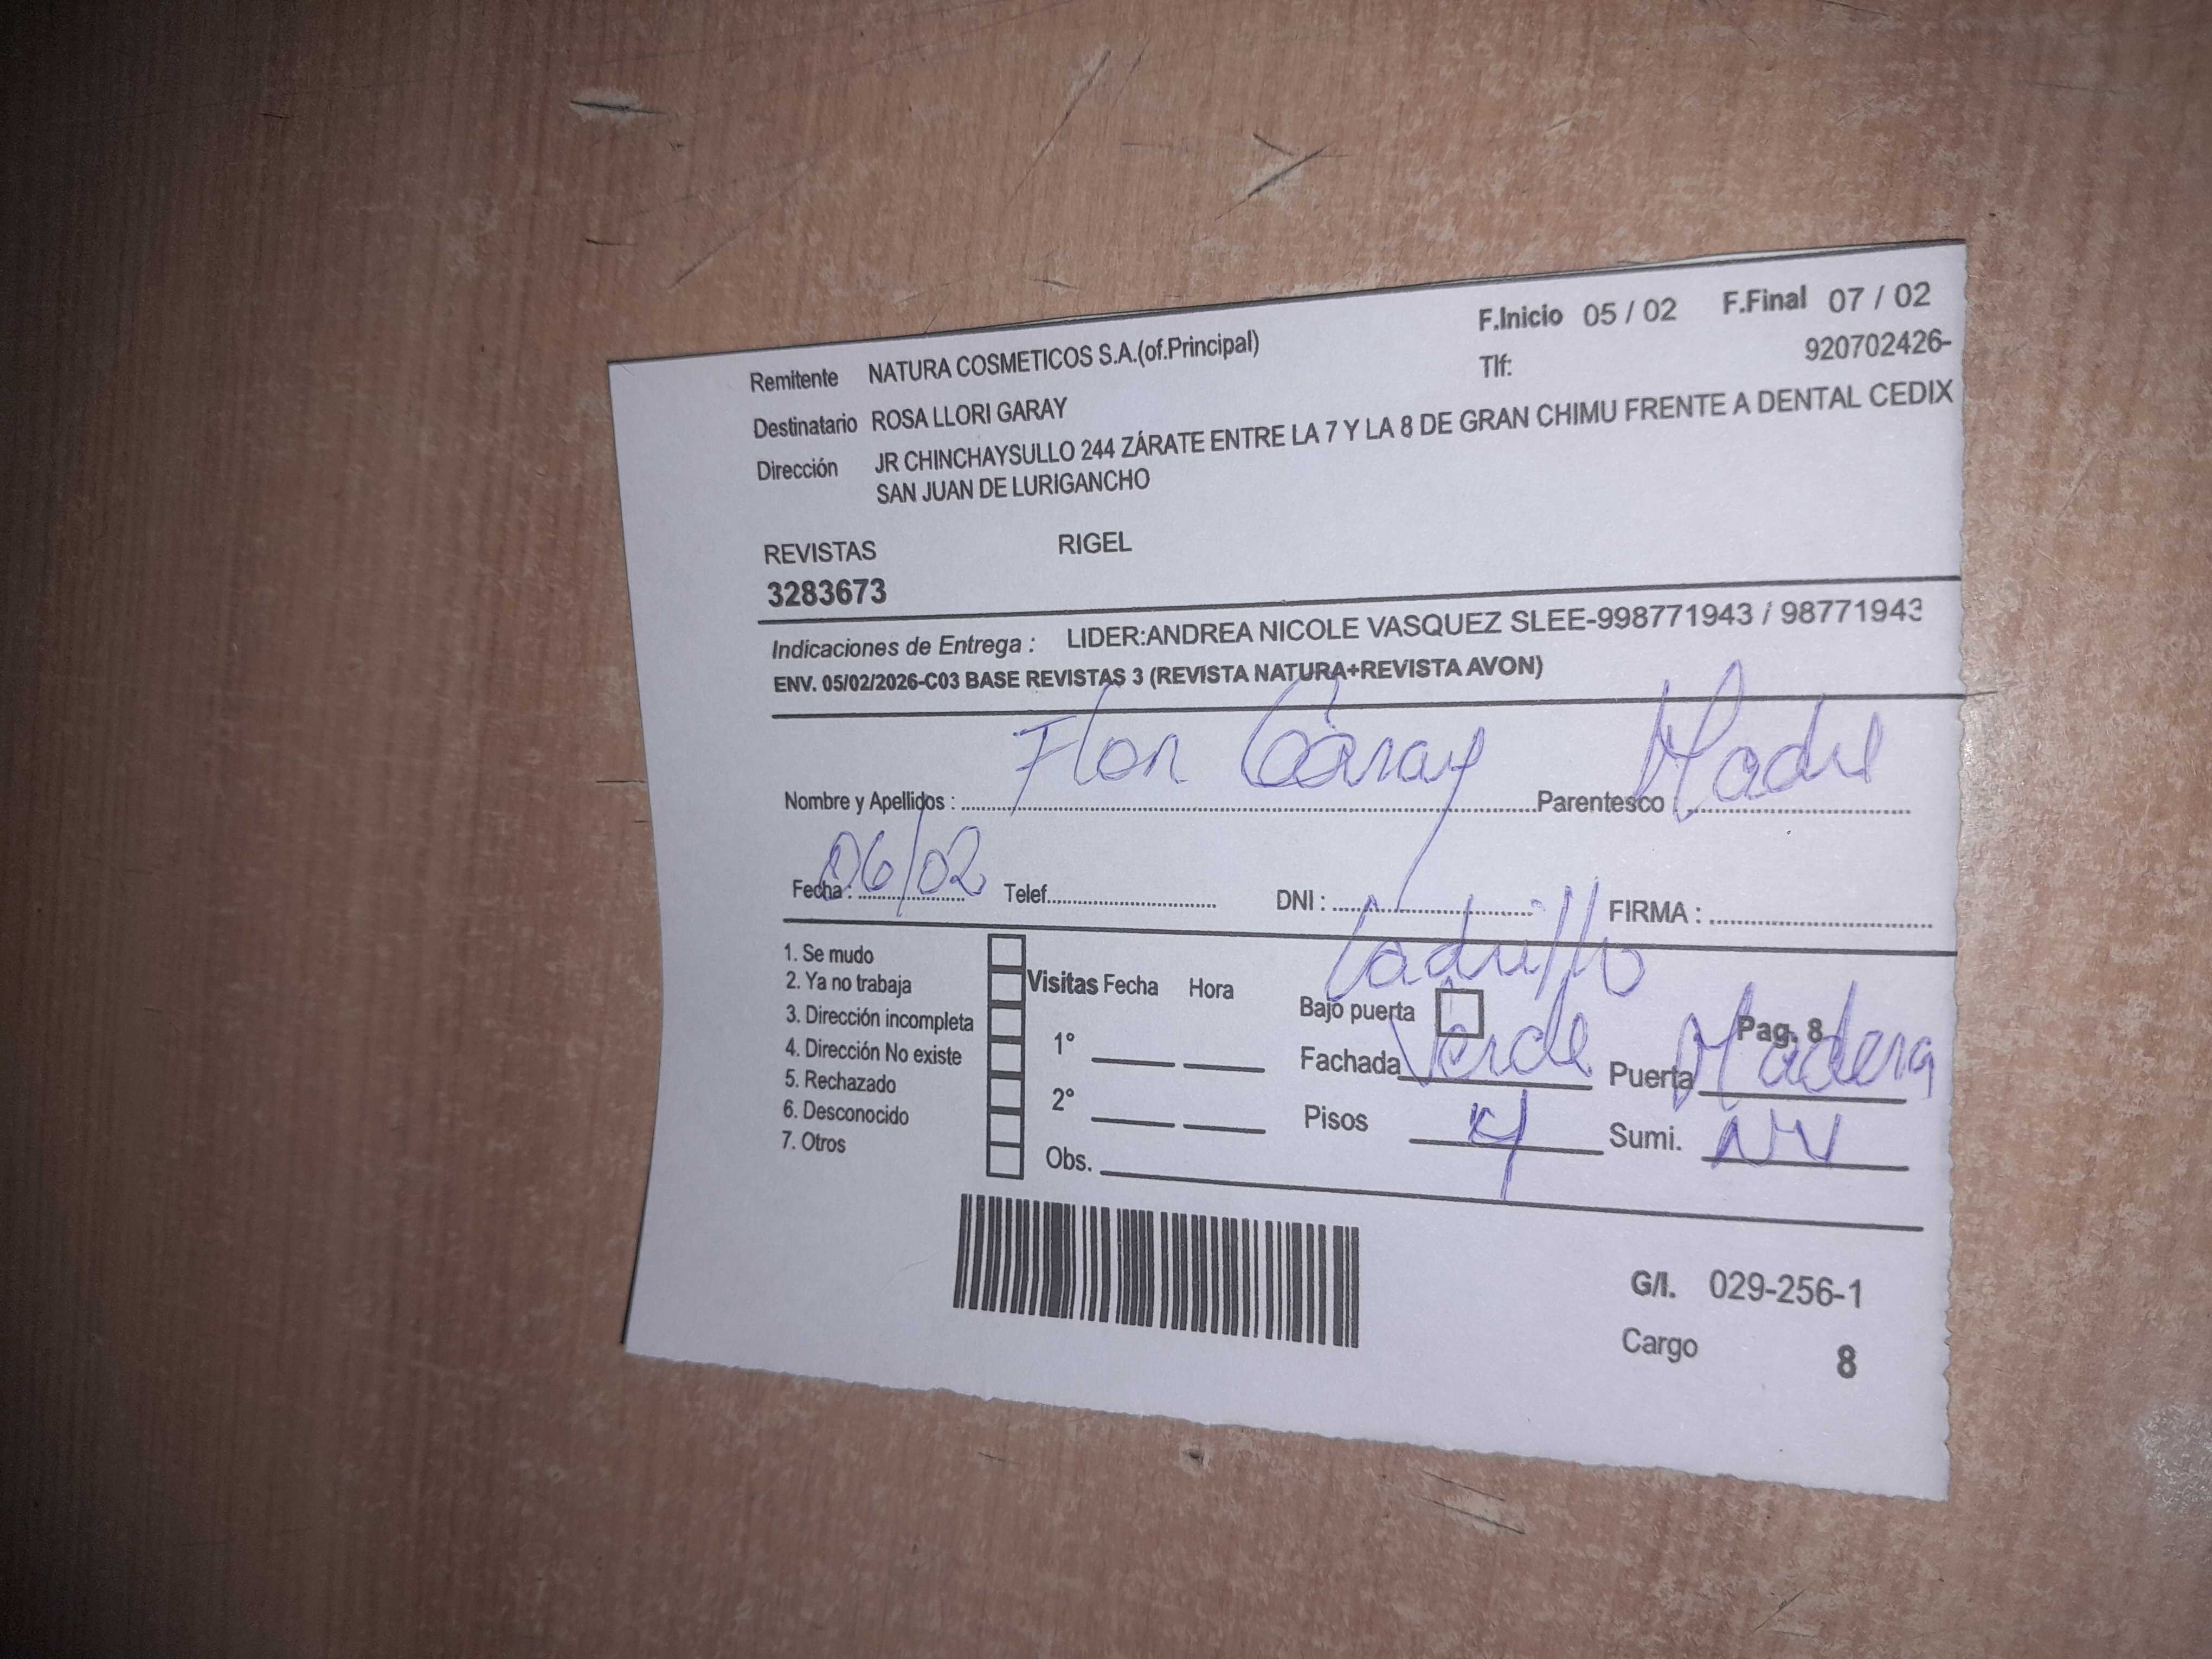 Remitente NATURA COSMETICOS S.A.(of.Principal) F.Inicio 05 / 02 F.Final 07 / 02
Tlf: 920702426-
Destinatario ROSA LLORI GARAY
Dirección JR CHINCHAYSULLO 244 ZÁRATE ENTRE LA 7 Y LA 8 DE GRAN CHIMU FRENTE A DENTAL CEDIX
SAN JUAN DE LURIGANCHO
REVISTAS RIGEL
3283673
Indicaciones de Entrega : LIDER:ANDREA NICOLE VASQUEZ SLEE-998771943 / 98771943
ENV. 05/02/2026-C03 BASE REVISTAS 3 (REVISTA NATURA+REVISTA AVON)
Nombre y Apellidos : Flor Garay Parentesco : Madre
Fecha : 06/02 Telef. DNI : FIRMA :
1. Se mudo
2. Ya no trabaja
3. Dirección incompleta
4. Dirección No existe
5. Rechazado
6. Desconocido
7. Otros
Visitas Fecha Hora
1°
2°
Obs.
Ladrillo
Bajo puerta Pag. 8
Fachada Verde Puerta Madera
Pisos 4 Sumi. NV
G/I. 029-256-1
Cargo 8